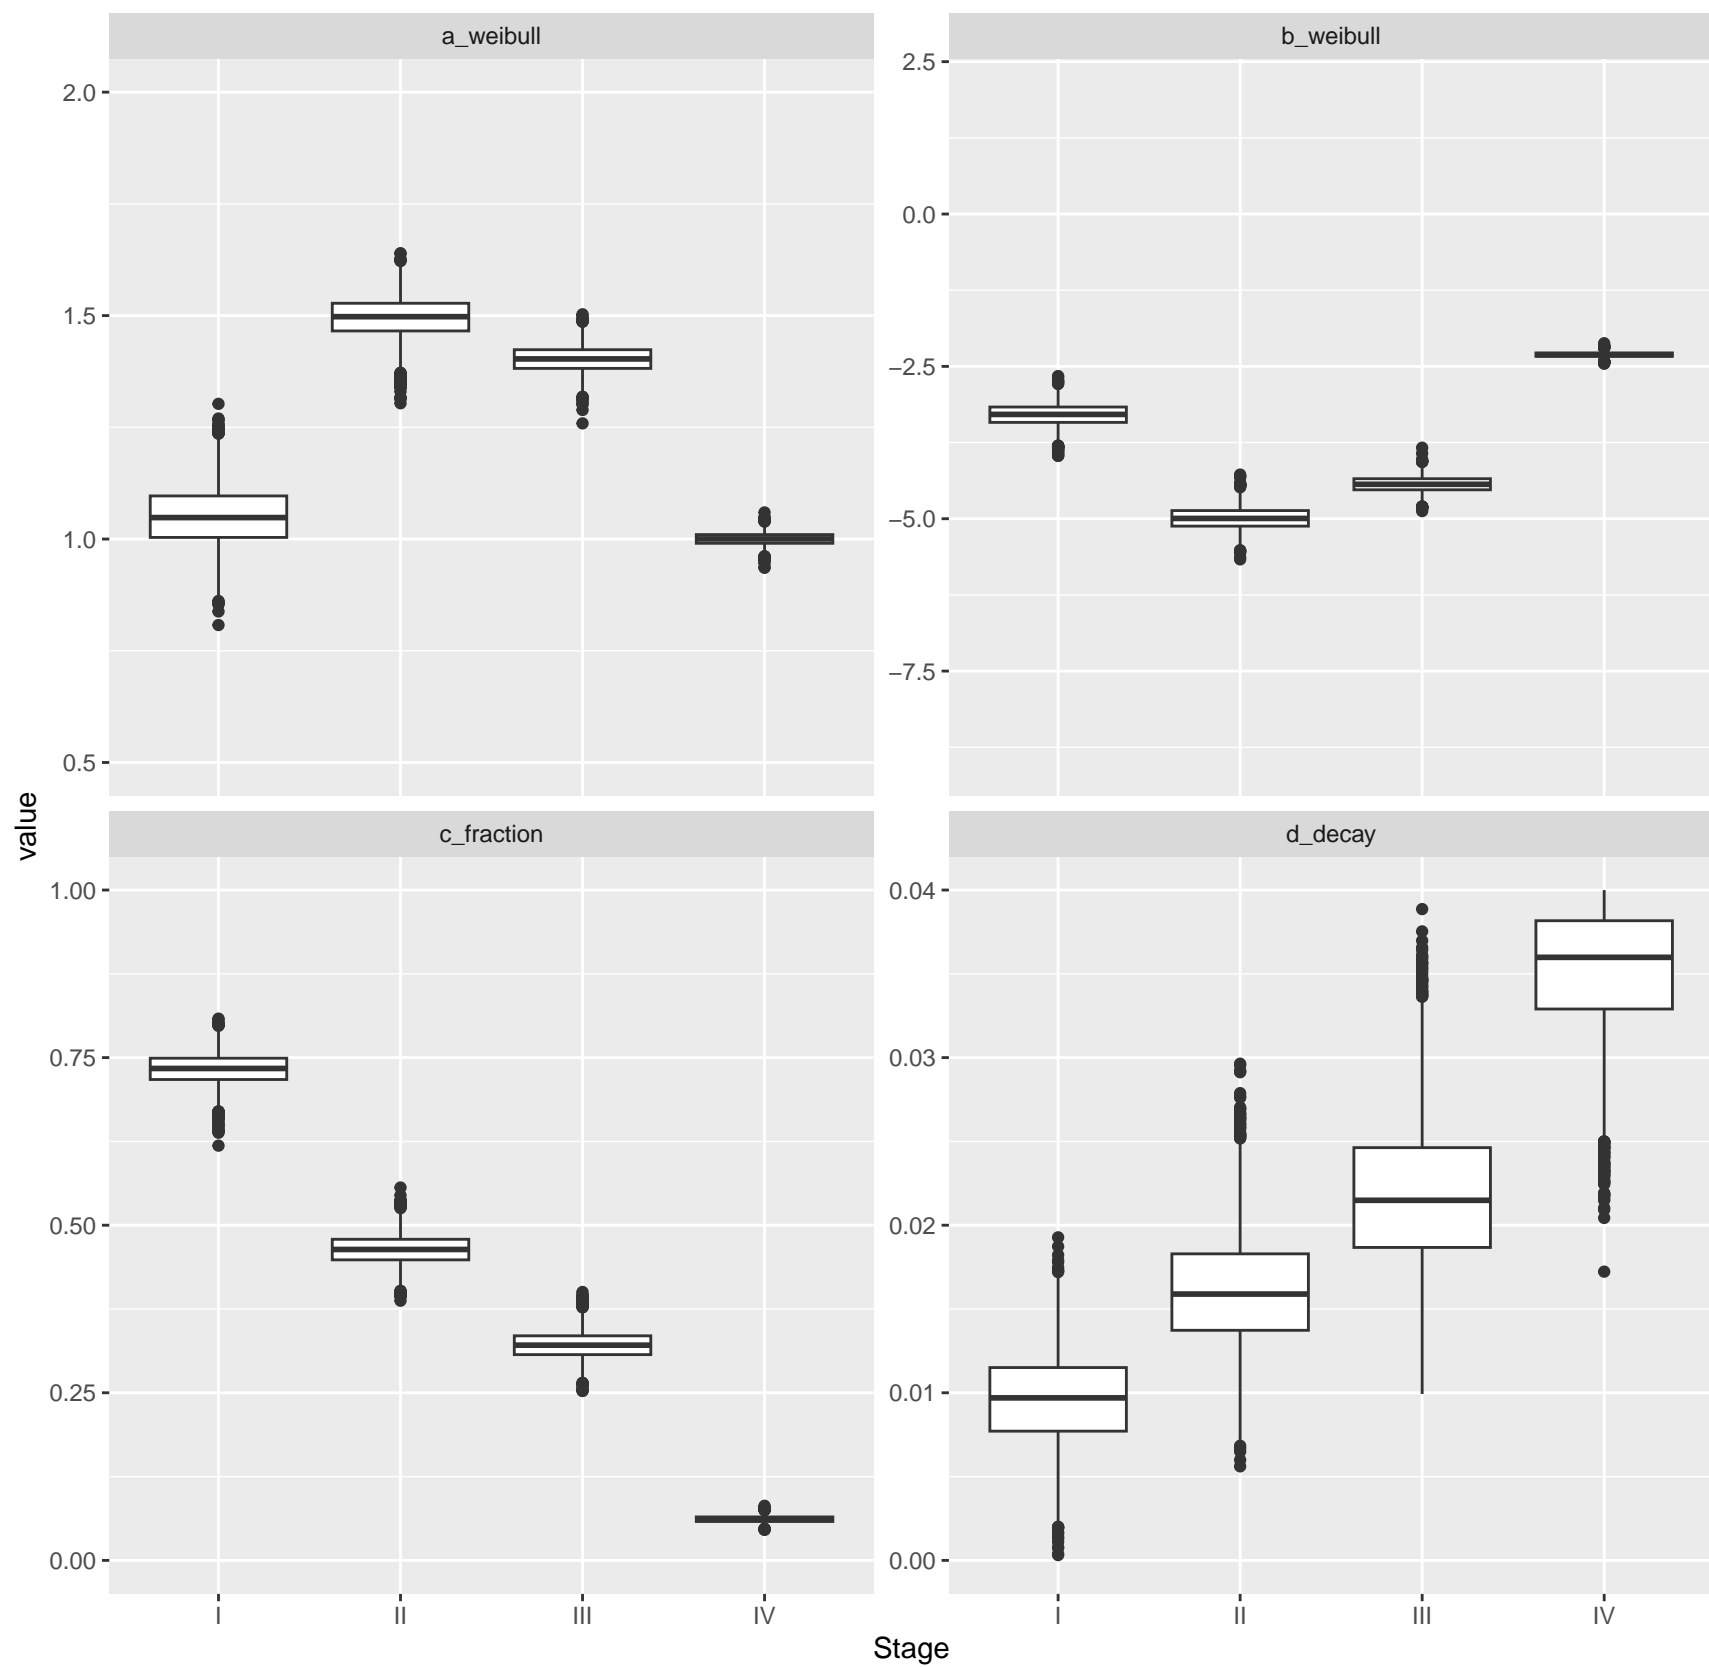 a_weibull
b_weibull
2.0
1.5
1.0
0.5
2.5
0.0
−2.5
−5.0
−7.5
value
c_fraction
d_decay
1.00
0.75
0.50
0.25
0.00
0.04
0.03
0.02
0.01
0.00
I II III IV
I II III IV
Stage